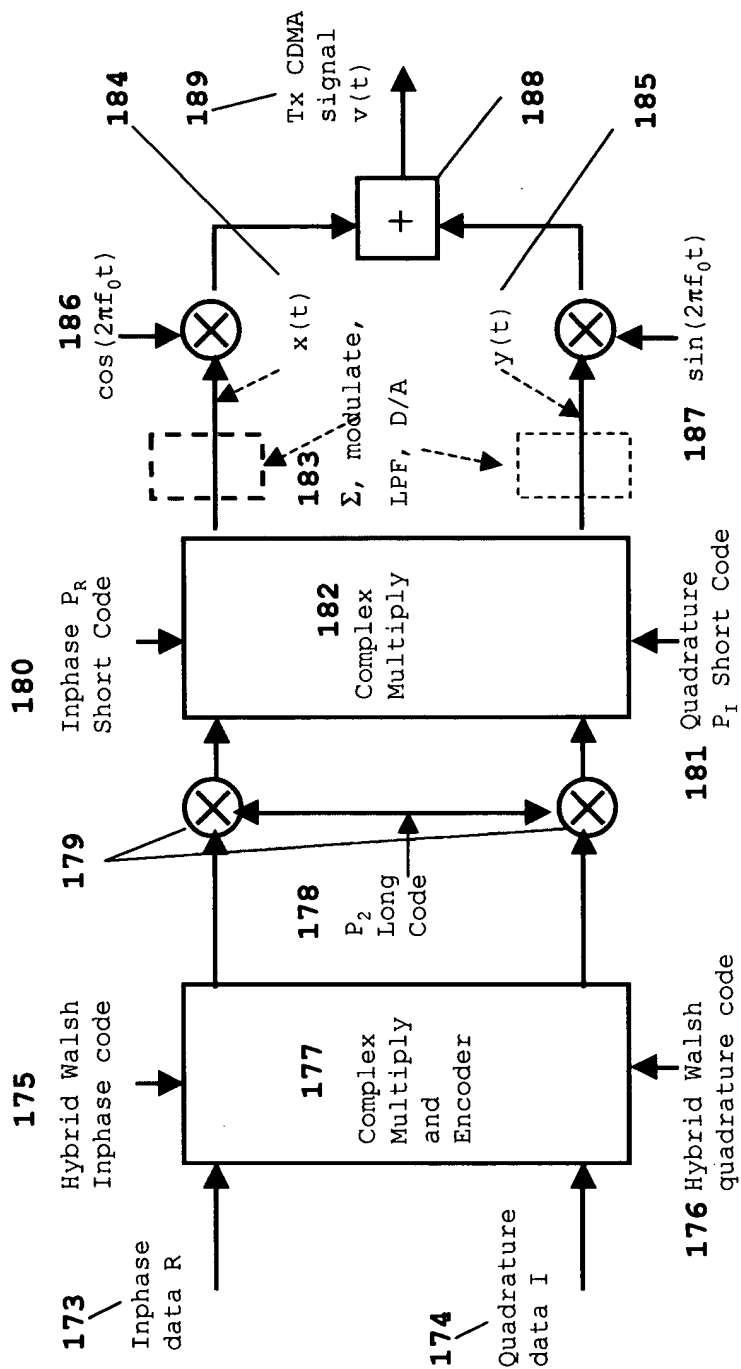 173
Inphase
data R
174
Quadrature
data I
175
Hybrid Walsh
Inphase code
177
Complex
Multiply
and
Encoder
176 Hybrid Walsh
quadrature code
179
178
P₂
Long
Code
180
Inphase P_R
Short Code
182
Complex
Multiply
181 Quadrature
P_I Short Code
183
Σ, modulate,
LPF, D/A
186
cos(2πf₀t)
x(t)
y(t)
187 sin(2πf₀t)
184
189
Tx CDMA
signal
v(t)
+
188
185